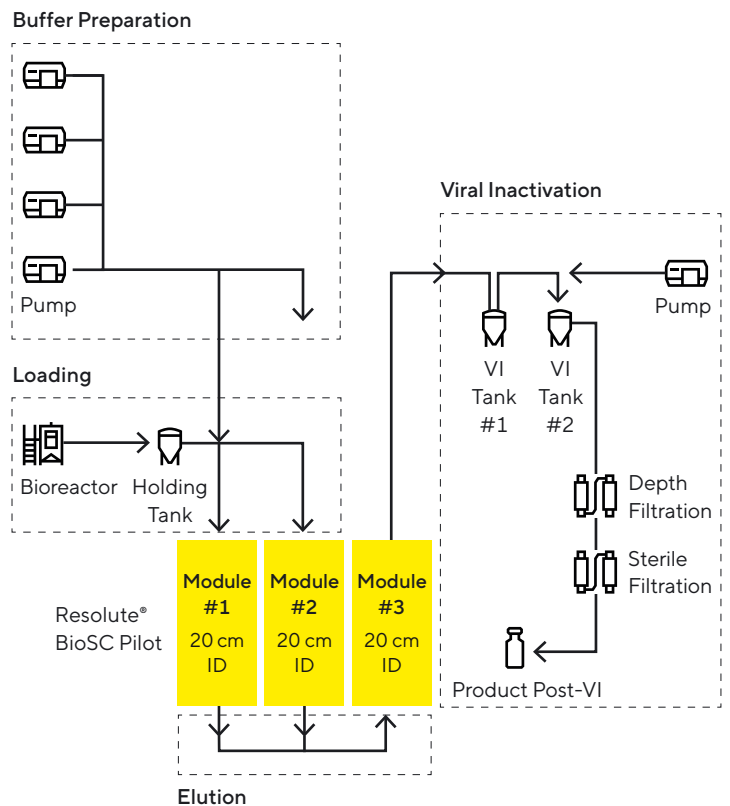 Buffer Preparation
Pump
Viral Inactivation
Pump
VI
Tank
#1
VI
Tank
#2
Loading
Bioreactor
Holding
Tank
Depth
Filtration
Sterile
Filtration
Resolute®
BioSC Pilot
Module
#1
20 cm
ID
Module
#2
20 cm
ID
Module
#3
20 cm
ID
Product Post-VI
Elution